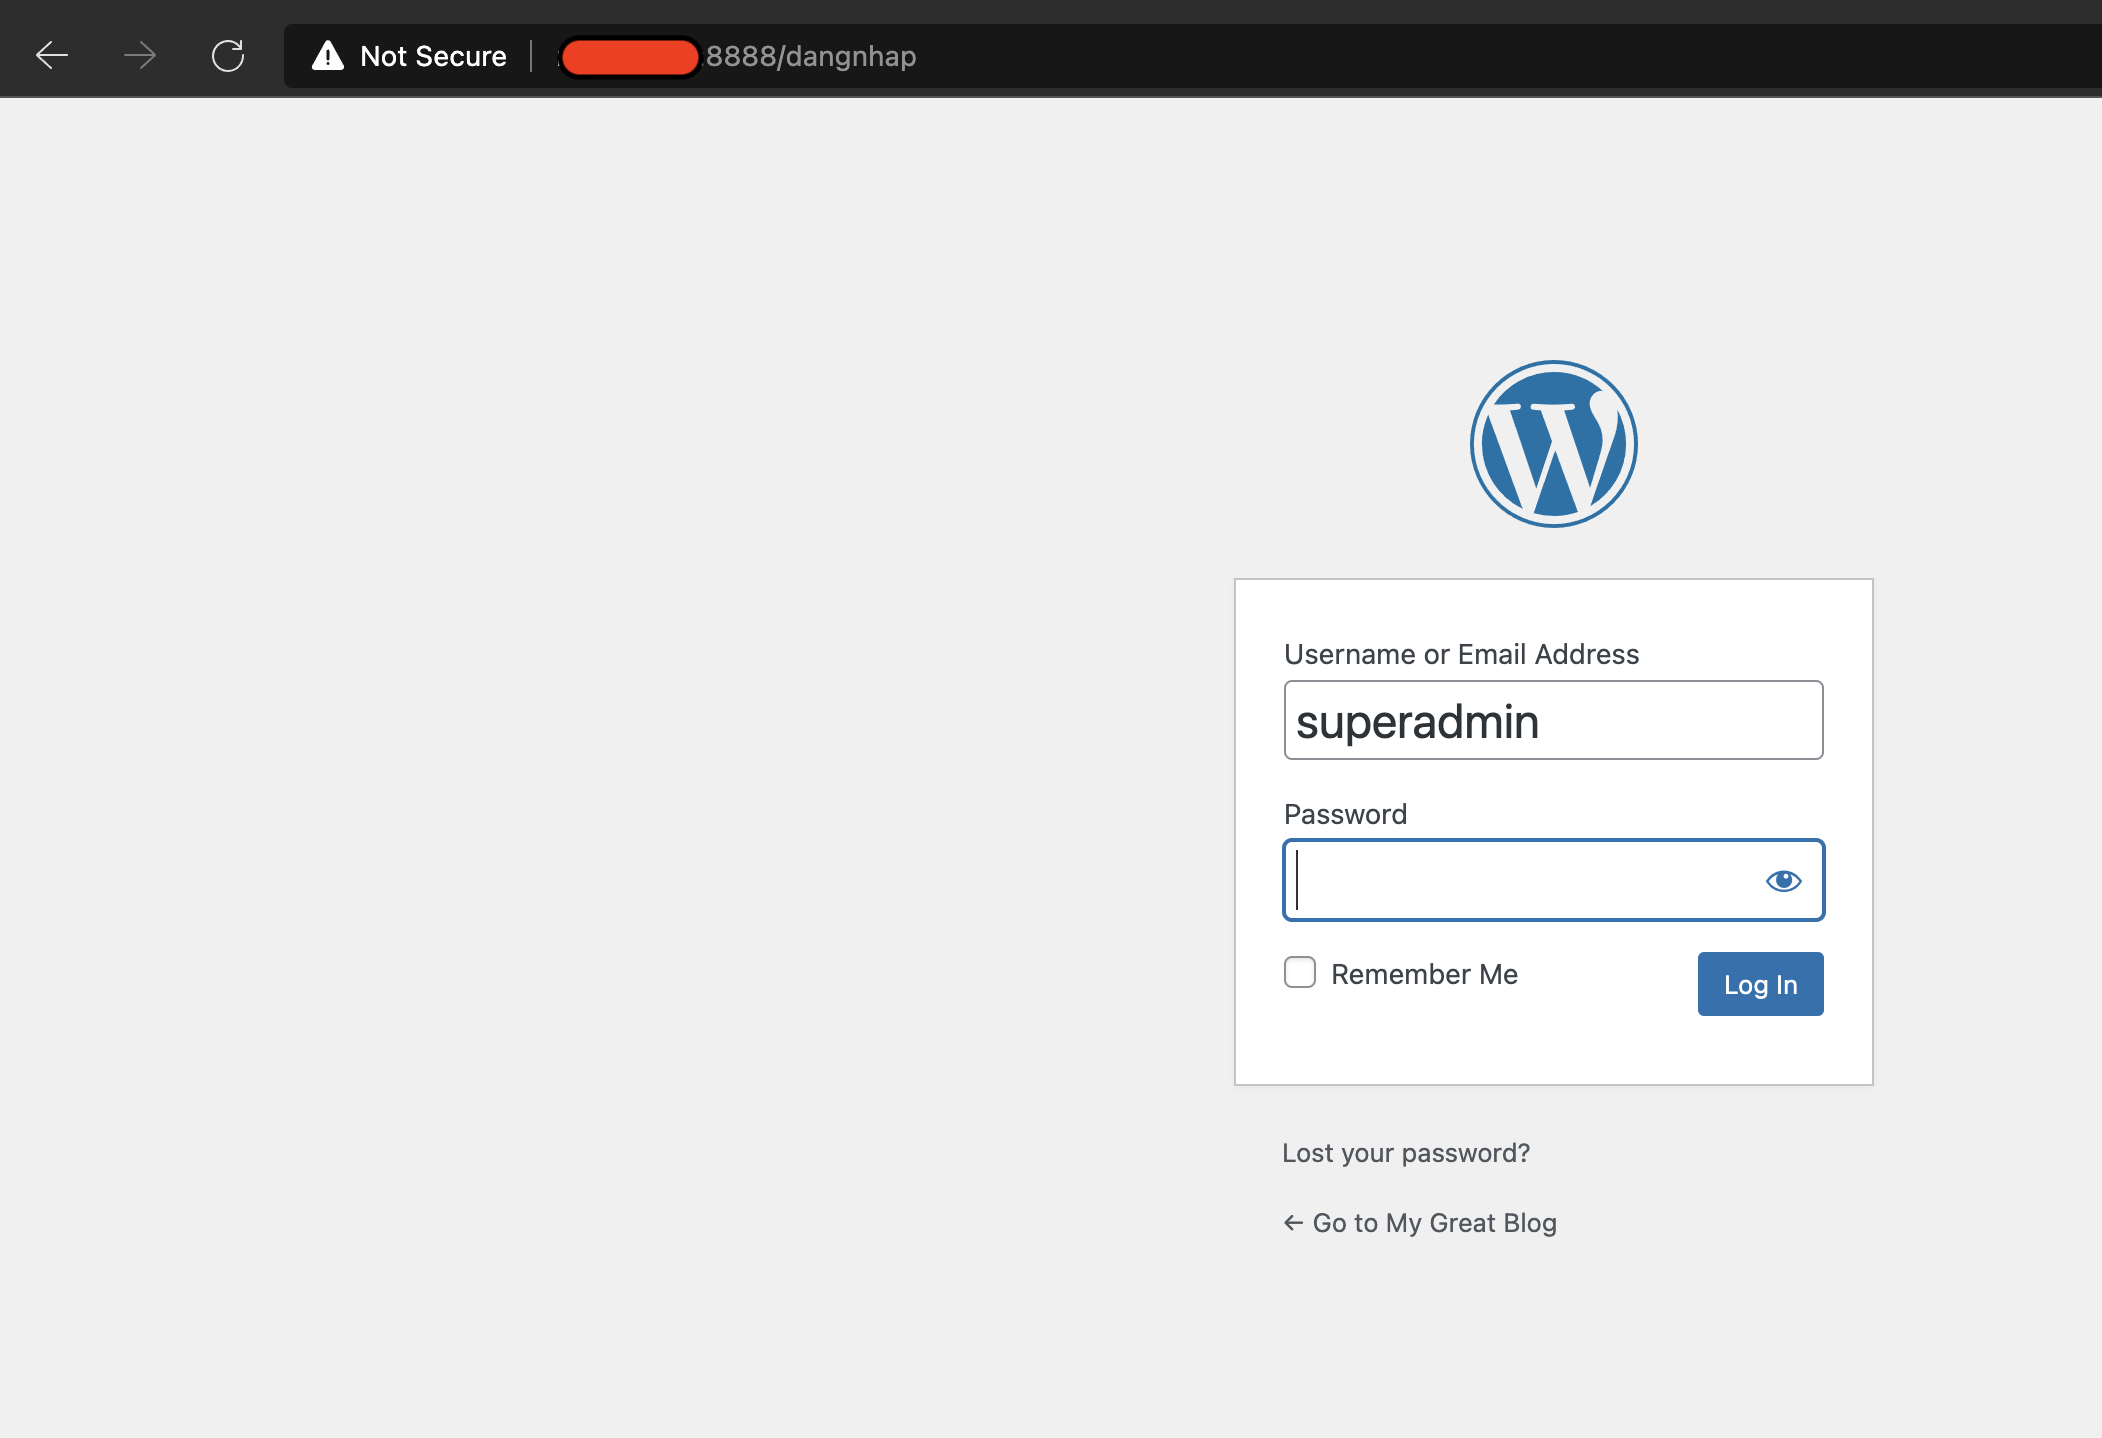 Not Secure
:8888/dangnhap
Username or Email Address
superadmin
Password
Remember Me
Log In
Lost your password?
← Go to My Great Blog